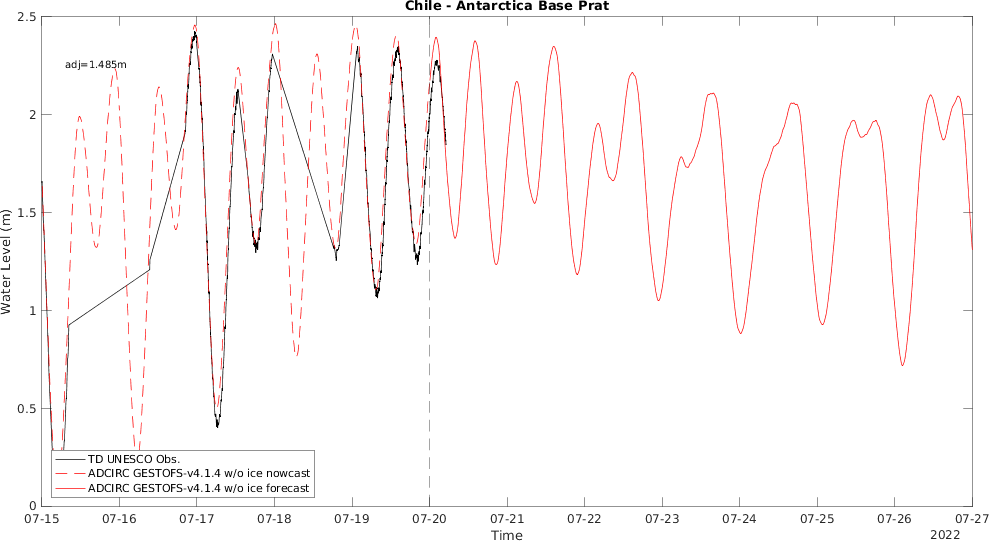 Chile - Antarctica Base Prat
2.5
adj=1.485m
2
1.5
Water Level (m)
1
0.5
TD UNESCO Obs.
ADCIRC GESTOFS-v4.1.4 w/o ice nowcast
ADCIRC GESTOFS-v4.1.4 w/o ice forecast
0
07-15 07-16 07-17 07-18 07-19 07-20 07-21 07-22 07-23 07-24 07-25 07-26 07-27
Time
2022